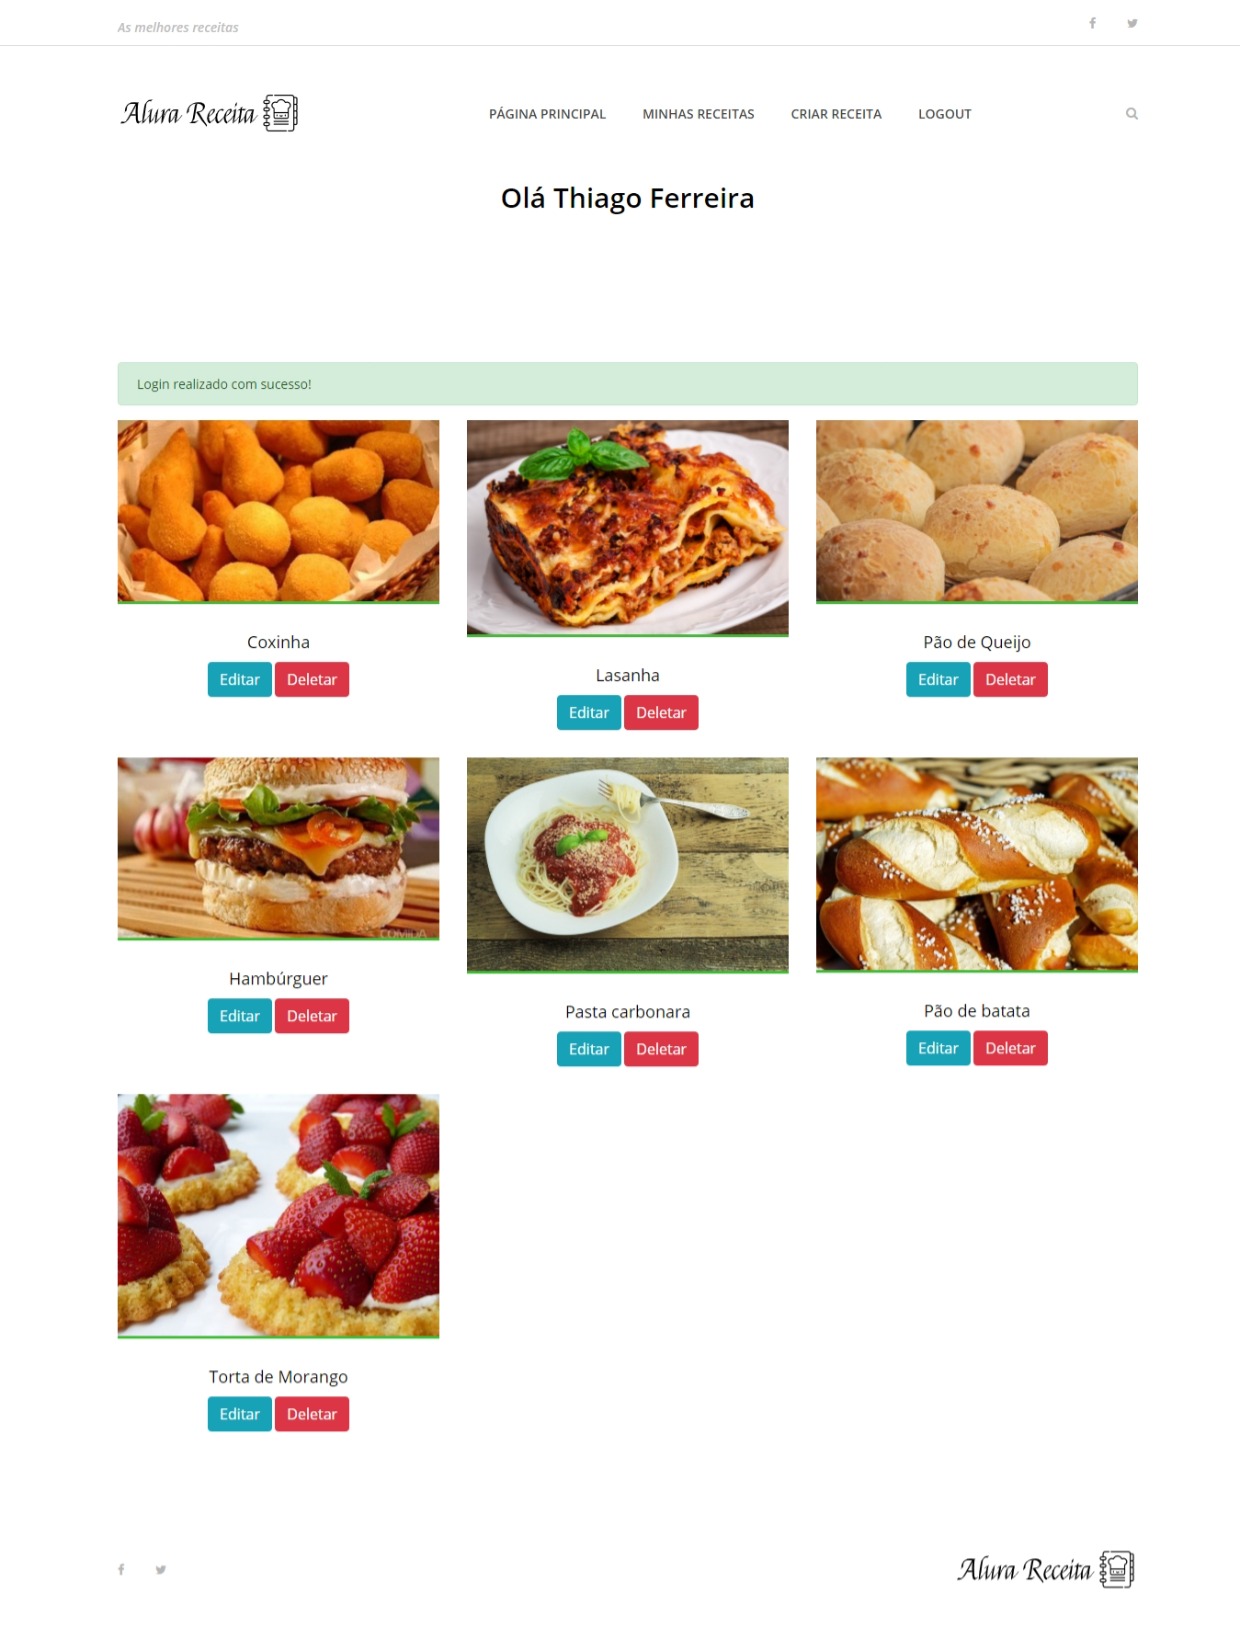 As melhores receitas
Alura Receita
PÁGINA PRINCIPAL MINHAS RECEITAS CRIAR RECEITA LOGOUT
Olá Thiago Ferreira
Login realizado com sucesso!
Coxinha
Editar Deletar
Lasanha
Editar Deletar
Pão de Queijo
Editar Deletar
Hambúrguer
Editar Deletar
Pasta carbonara
Editar Deletar
Pão de batata
Editar Deletar
Torta de Morango
Editar Deletar
Alura Receita